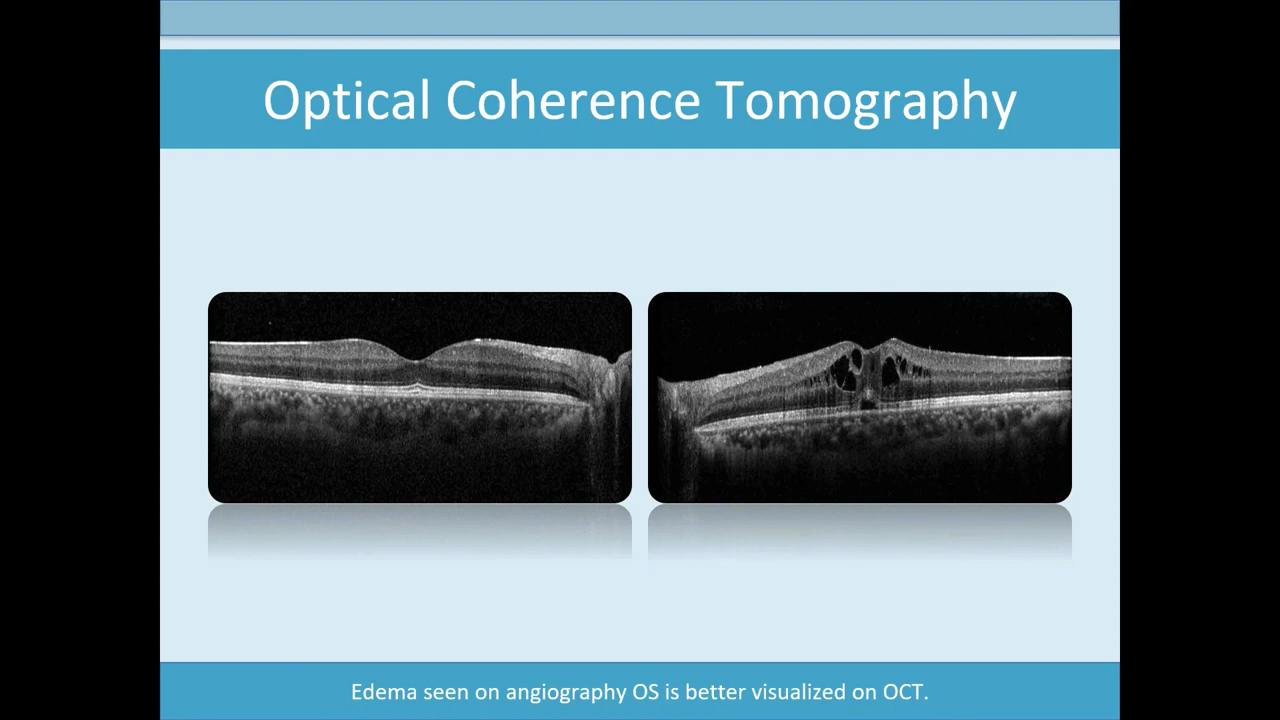 Optical Coherence Tomography
Edema seen on angiography OS is better visualized on OCT.